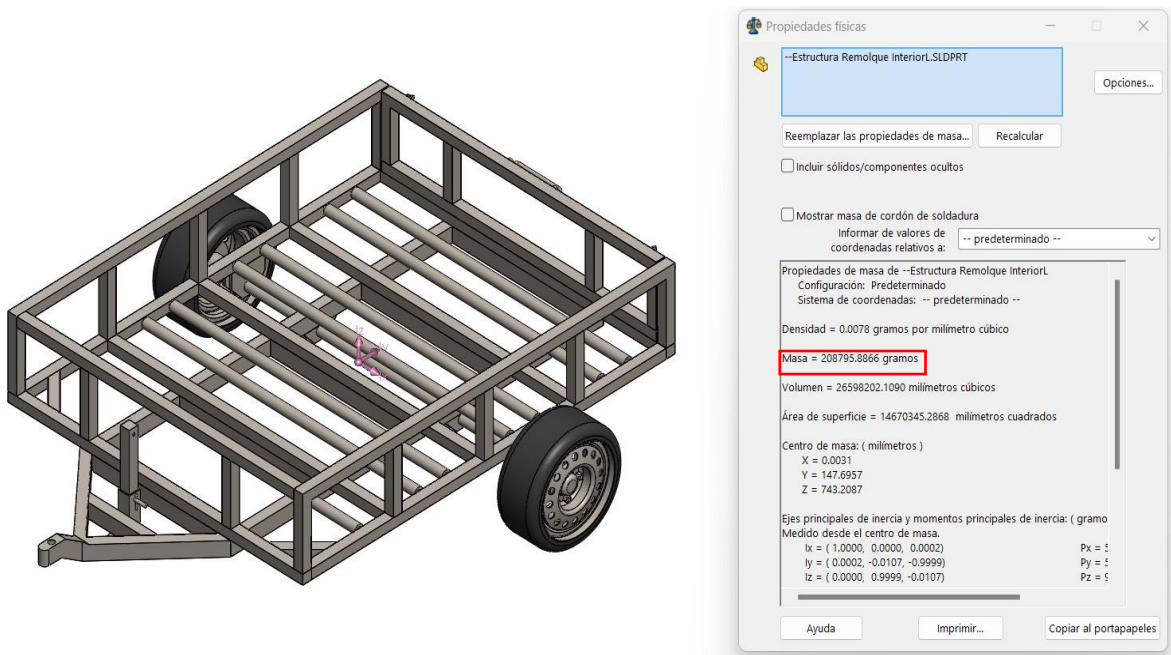 Propiedades físicas
--Estructura Remolque InteriorL.SLDPRT
Opciones...
Reemplazar las propiedades de masa...
Recalcular
Incluir sólidos/componentes ocultos
Mostrar masa de cordón de soldadura
Informar de valores de
coordenadas relativos a:
-- predeterminado --
Propiedades de masa de --Estructura Remolque InteriorL
Configuración: Predeterminado
Sistema de coordenadas: -- predeterminado --
Densidad = 0.0078 gramos por milímetro cúbico
Masa = 208795.8866 gramos
Volumen = 26598202.1090 milímetros cúbicos
Área de superficie = 14670345.2868 milímetros cuadrados
Centro de masa: ( milímetros )
X = 0.0031
Y = 147.6957
Z = 743.2087
Ejes principales de inercia y momentos principales de inercia: ( gramo
Medido desde el centro de masa.
Ix = ( 1.0000, 0.0000, 0.0002) Px = 5
Iy = ( 0.0002, -0.0107, -0.9999) Py = 5
Iz = ( 0.0000, 0.9999, -0.0107) Pz = 9
Ayuda
Imprimir...
Copiar al portapapeles